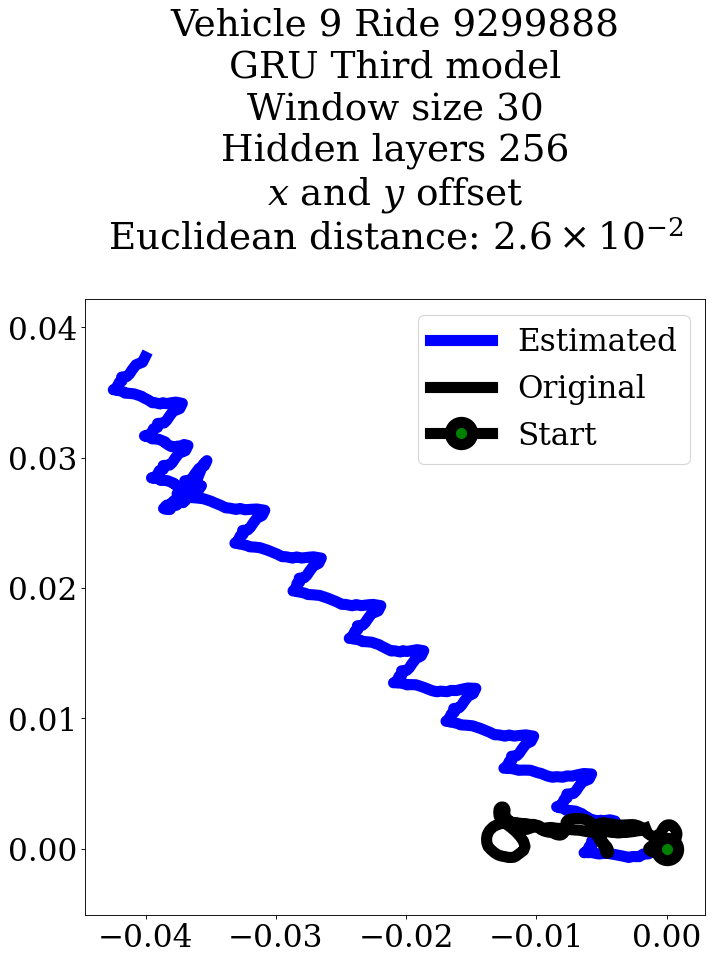 Vehicle 9 Ride 9299888
GRU Third model
Window size 30
Hidden layers 256
x and y offset
Euclidean distance: 2.6 × 10⁻²
Estimated
Original
Start
0.04
0.03
0.02
0.01
0.00
−0.04 −0.03 −0.02 −0.01 0.00